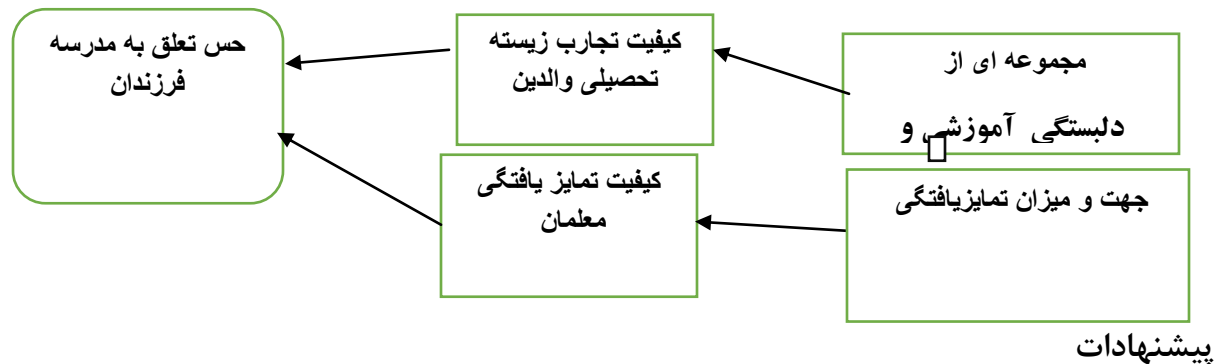 مجموعه ای از
دلبستگی آموزشی و
کیفیت تجارب زیسته
تحصیلی والدین
حس تعلق به مدرسه
فرزندان
جهت و میزان تمایزیافتگی
کیفیت تمایز یافتگی
معلمان
پیشنهادات